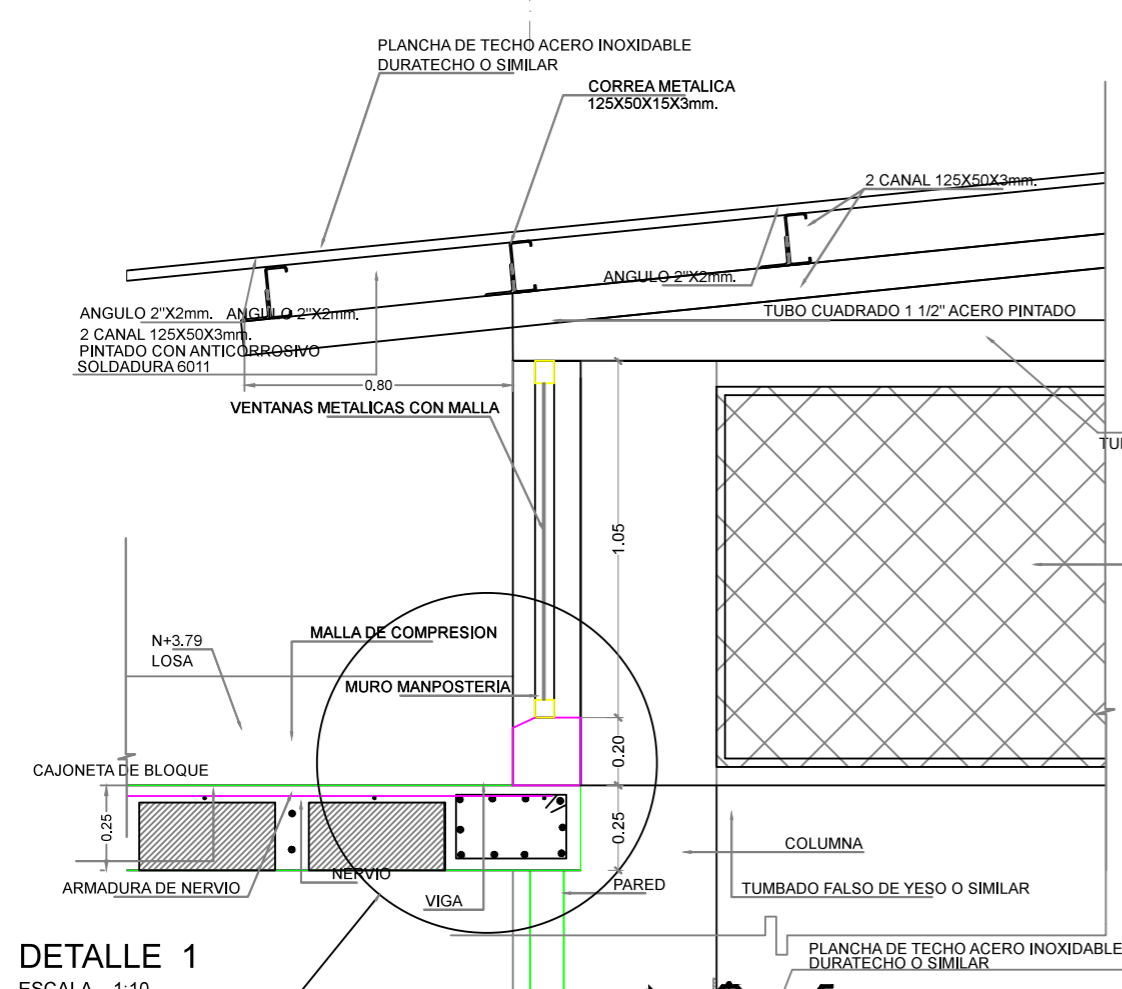 PLANCHA DE TECHO ACERO INOXIDABLE
DURATECHO O SIMILAR
CORREA METALICA
125X50X15X3mm.
2 CANAL 125X50X3mm.
ANGULO 2"X2mm.
ANGULO 2"X2mm.
ANGULO 2"X2mm.
TUBO CUADRADO 1 1/2" ACERO PINTADO
2 CANAL 125X50X3mm.
PINTADO CON ANTICORROSIVO
SOLDADURA 6011
0.80
VENTANAS METALICAS CON MALLA
1.05
N+3.79
LOSA
MALLA DE COMPRESION
MURO MANPOSTERIA
0.20
CAJONETA DE BLOQUE
0.25
0.25
COLUMNA
ARMADURA DE NERVIO
NERVIO
VIGA
PARED
TUMBADO FALSO DE YESO O SIMILAR
DETALLE 1
ESCALA 1:10
PLANCHA DE TECHO ACERO INOXIDABLE
DURATECHO O SIMILAR